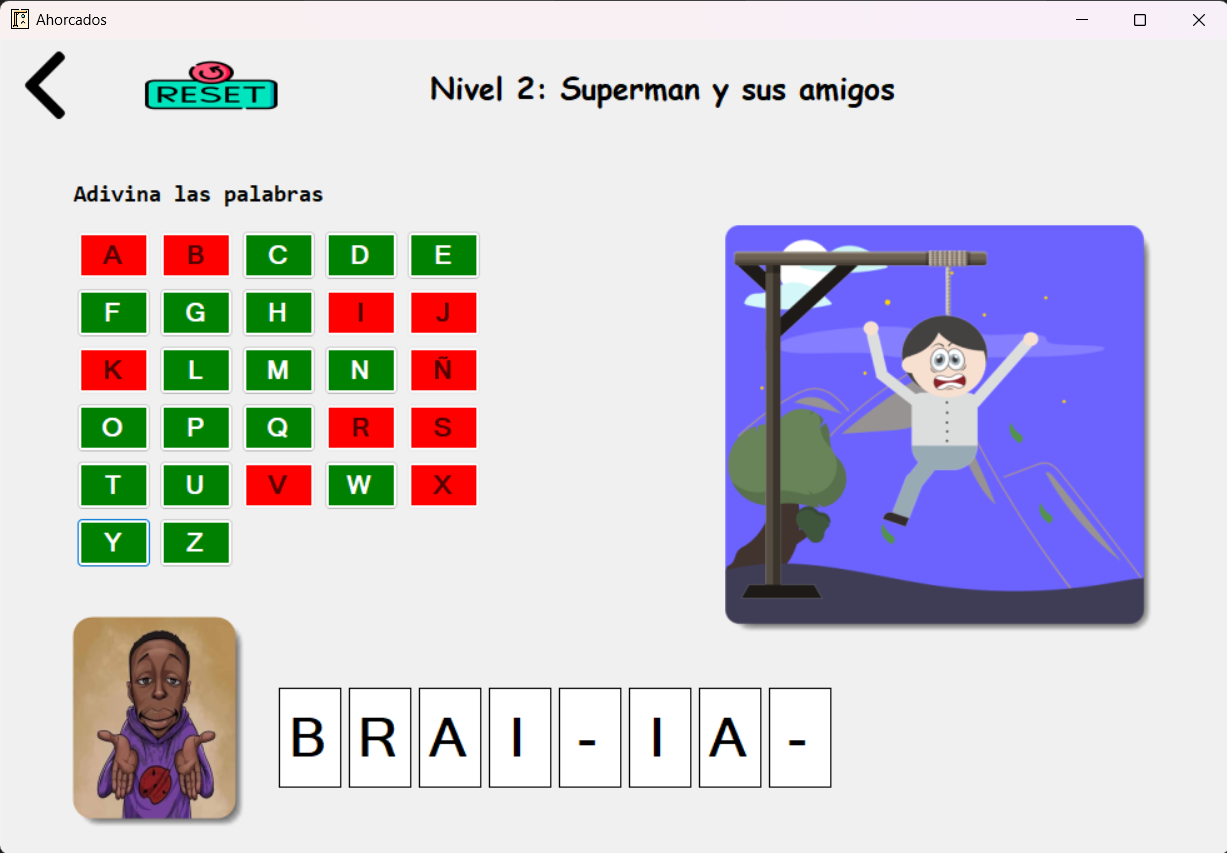 Ahorcados
RESET
Nivel 2: Superman y sus amigos
Adivina las palabras
A B C D E
F G H I J
K L M N Ñ
O P Q R S
T U V W X
Y Z
B R A I - I A -